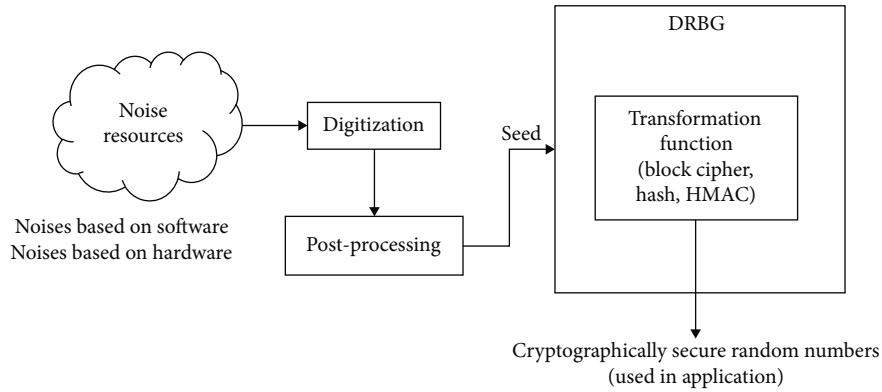 DRBG
Noise
resources
Digitization
Seed
Transformation
function
(block cipher,
hash, HMAC)
Noises based on software
Noises based on hardware
Post-processing
Cryptographically secure random numbers
(used in application)